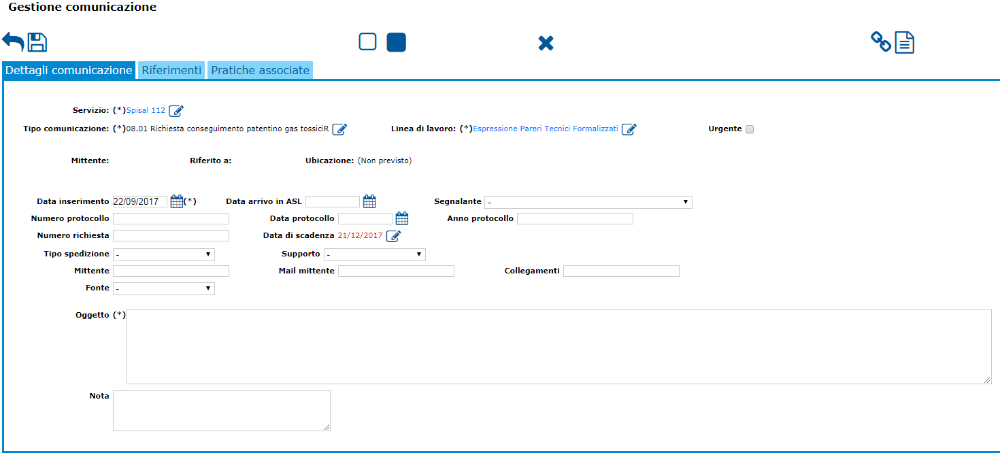 Gestione comunicazione
Dettagli comunicazione Riferimenti Pratiche associate
Servizio: (*)Spisal 112
Tipo comunicazione: (*)08.01 Richiesta conseguimento patentino gas tossiciR Linea di lavoro: (*)Espressione Pareri Tecnici Formalizzati Urgente
Mittente: Riferito a: Ubicazione: (Non previsto)
Data inserimento 22/09/2017 (*) Data arrivo in ASL Segnalante -
Numero protocollo Data protocollo Anno protocollo
Numero richiesta Data di scadenza 21/12/2017
Tipo spedizione - Supporto -
Mittente Mail mittente Collegamenti
Fonte -
Oggetto (*)
Nota